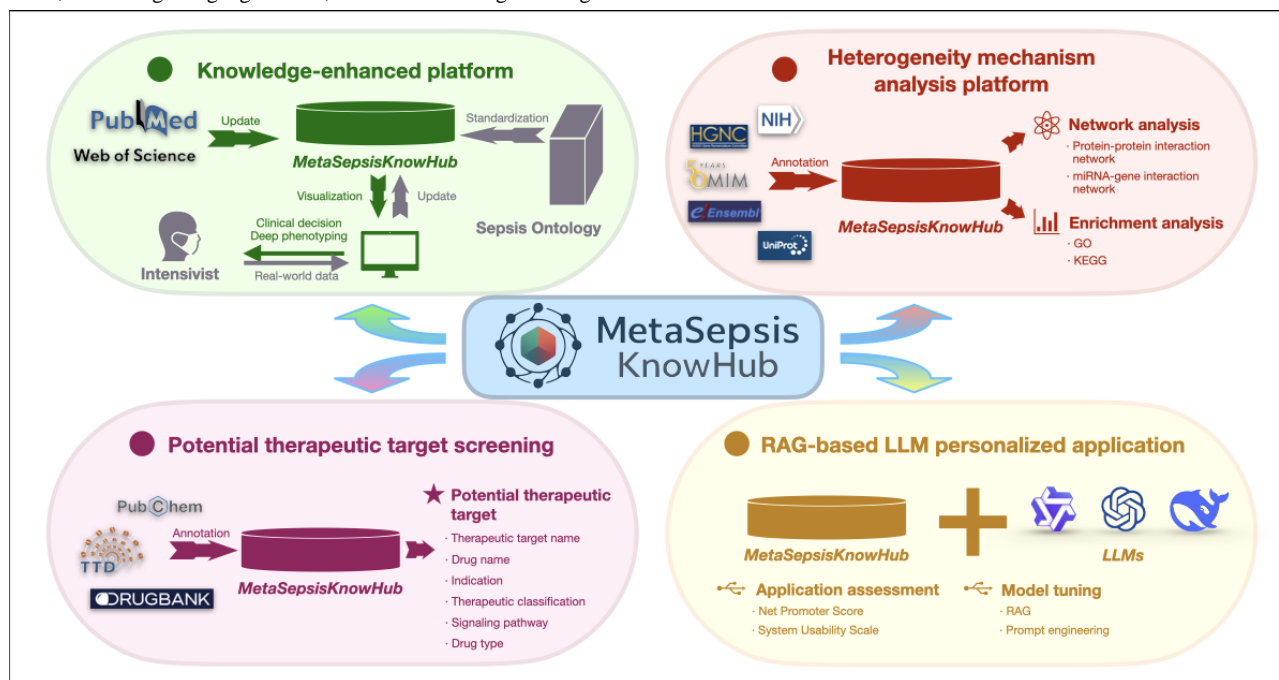 Knowledge-enhanced platform
PubMed
Web of Science
Update
MetaSepsisKnowHub
Standardization
Sepsis Ontology
Visualization
Update
Intensivist
Clinical decision
Deep phenotyping
Real-world data
Heterogeneity mechanism
analysis platform
HGNC
NIH
50 YEARS
OMIM
e!Ensembl
UniProt
Annotation
MetaSepsisKnowHub
Network analysis
· Protein-protein interaction
network
· miRNA-gene interaction
network
Enrichment analysis
· GO
· KEGG
MetaSepsis
KnowHub
Potential therapeutic target screening
PubChem
TTD
DRUGBANK
Annotation
MetaSepsisKnowHub
Potential therapeutic
target
· Therapeutic target name
· Drug name
· Indication
· Therapeutic classification
· Signaling pathway
· Drug type
RAG-based LLM personalized application
MetaSepsisKnowHub
LLMs
Application assessment
· Net Promoter Score
· System Usability Scale
Model tuning
· RAG
· Prompt engineering